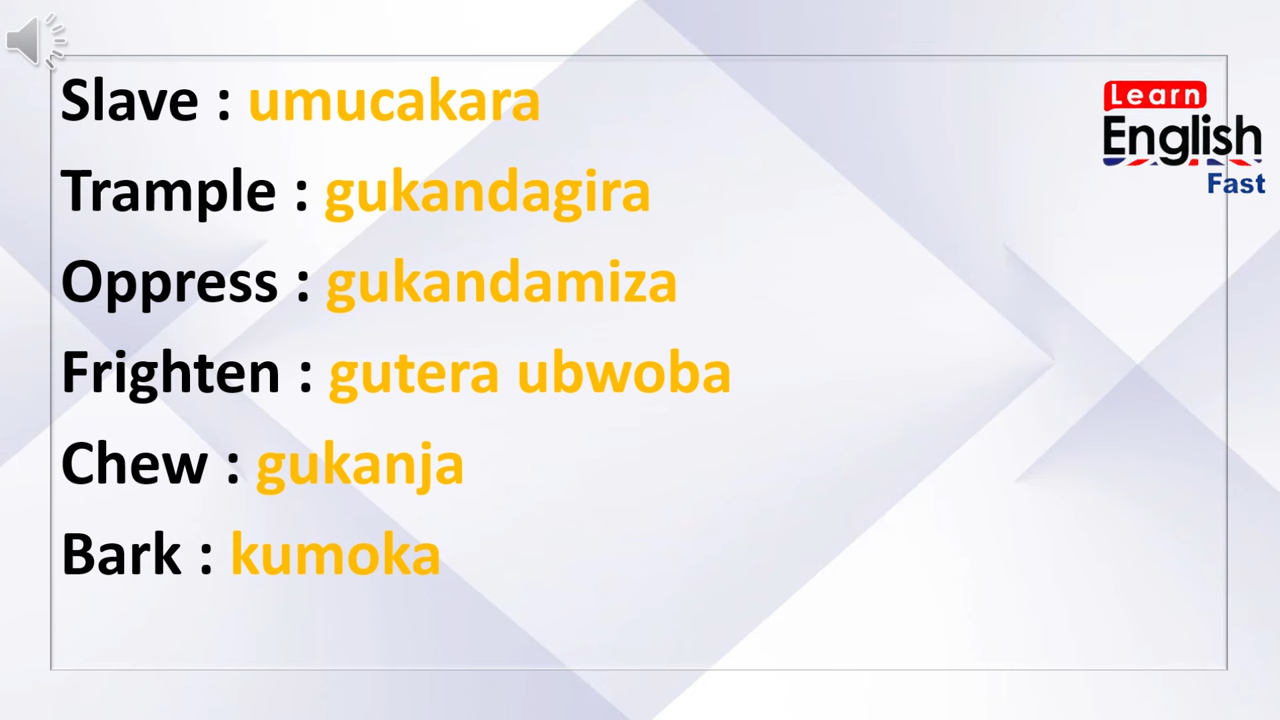 Slave : umucakara
Trample : gukandagira
Oppress : gukandamiza
Frighten : gutera ubwoba
Chew : gukanja
Bark : kumoka
Learn
English
Fast